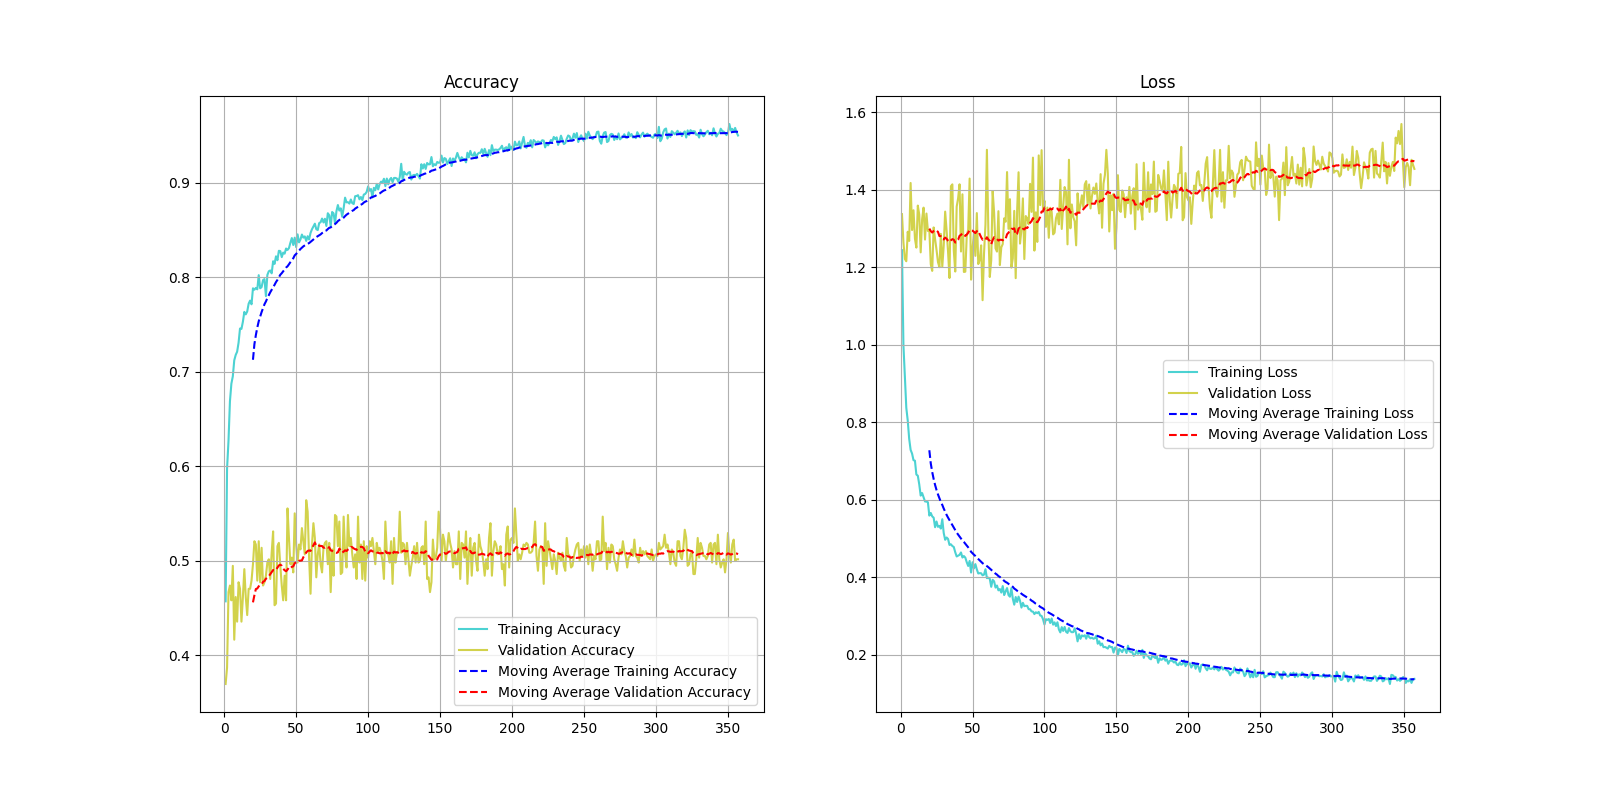 Accuracy
0.9
0.8
0.7
0.6
0.5
0.4
0 50 100 150 200 250 300 350
Training Accuracy
Validation Accuracy
Moving Average Training Accuracy
Moving Average Validation Accuracy
Loss
1.6
1.4
1.2
1.0
0.8
0.6
0.4
0.2
0 50 100 150 200 250 300 350
Training Loss
Validation Loss
Moving Average Training Loss
Moving Average Validation Loss